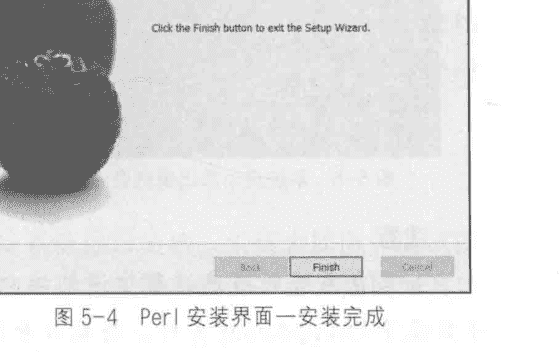 Click the Finish button to exit the Setup Wizard.
Back Finish Cancel
图 5-4 Perl 安装界面—安装完成